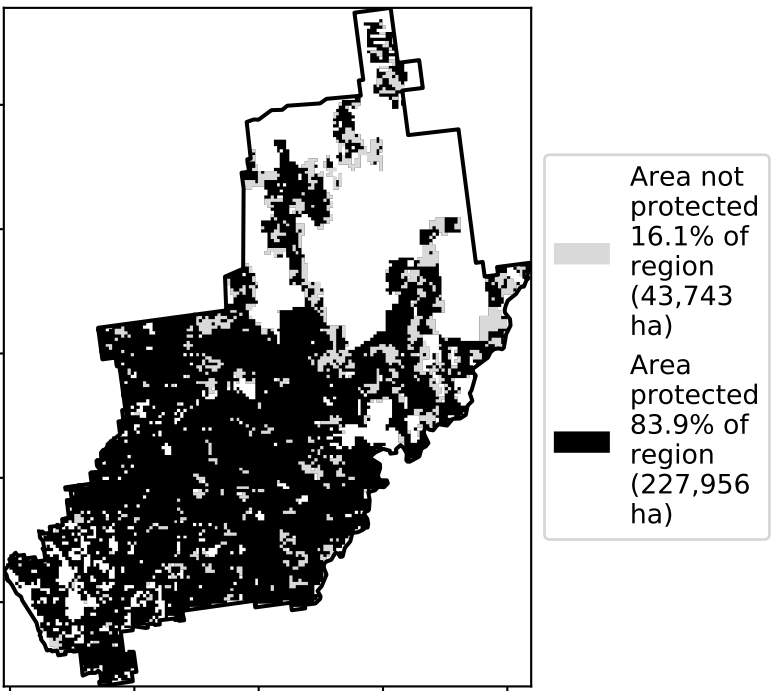 Area not
protected
16.1% of
region
(43,743
ha)
Area
protected
83.9% of
region
(227,956
ha)